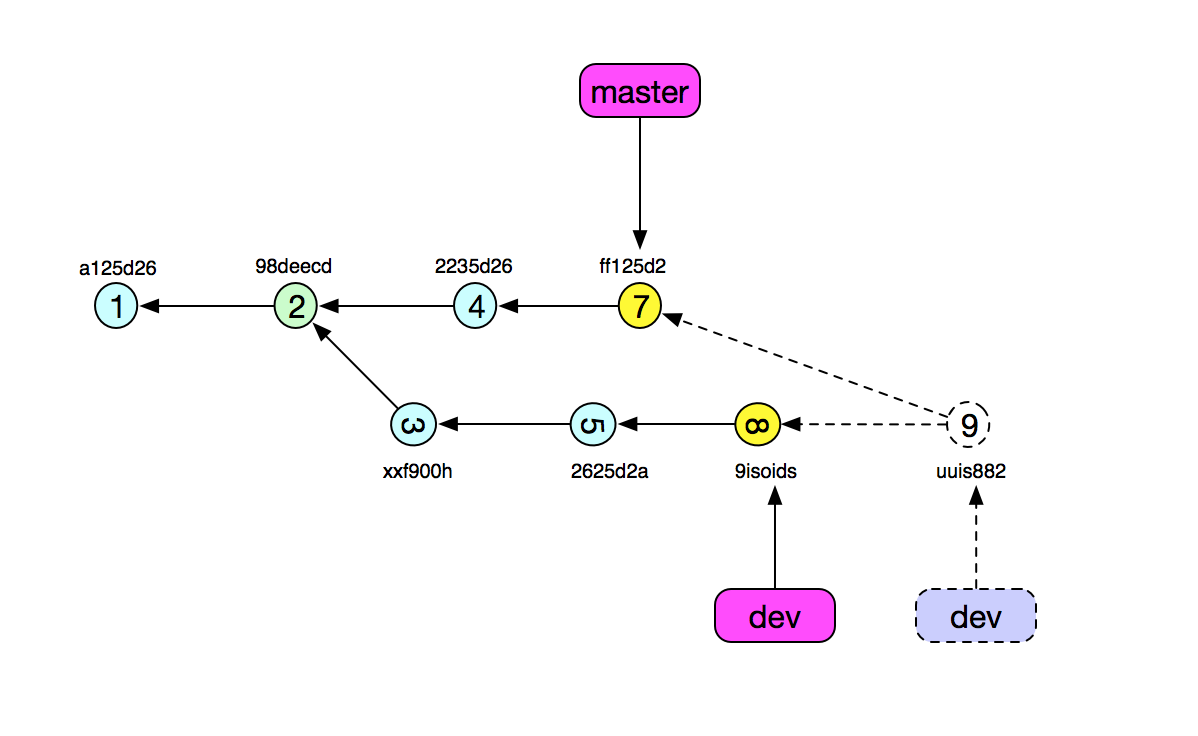 master
a125d26
98deecd
2235d26
ff125d2
1
2
4
7
3
5
8
9
xxf900h
2625d2a
9isoids
uuis882
dev
dev